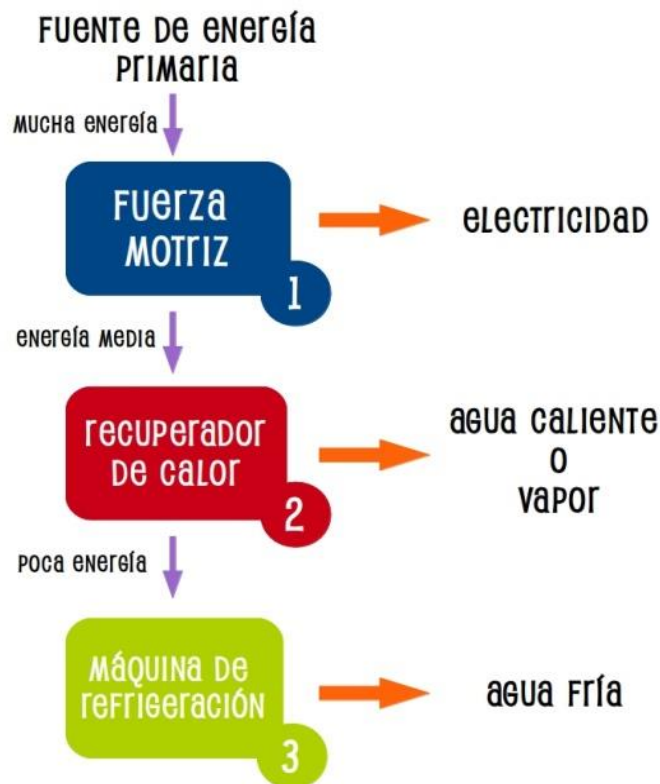 FUENTE DE ENERGÍA
PRIMARIA
MUCHA ENERGÍA
FUERZA
MOTRIZ
1
ELECTRICIDAD
ENERGÍA MEDIA
RECUPERADOR
DE CALOR
2
AGUA CALIENTE
O
VAPOR
POCA ENERGÍA
MÁQUINA DE
REFRIGERACIÓN
3
AGUA FRÍA